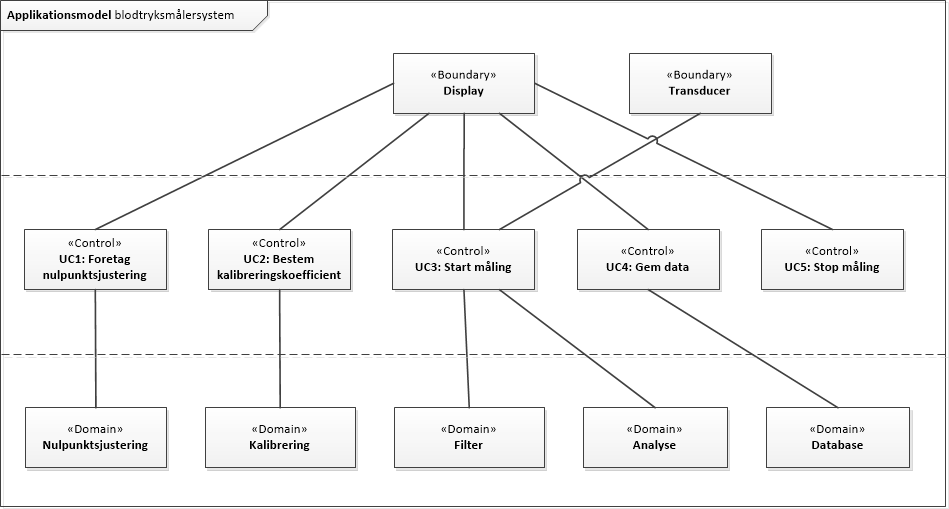 Applikationsmodel blodtryksmålersystem
«Boundary»
Display
«Boundary»
Transducer
«Control»
UC1: Foretag
nulpunktsjustering
«Control»
UC2: Bestem
kalibreringskoefficient
«Control»
UC3: Start måling
«Control»
UC4: Gem data
«Control»
UC5: Stop måling
«Domain»
Nulpunktsjustering
«Domain»
Kalibrering
«Domain»
Filter
«Domain»
Analyse
«Domain»
Database